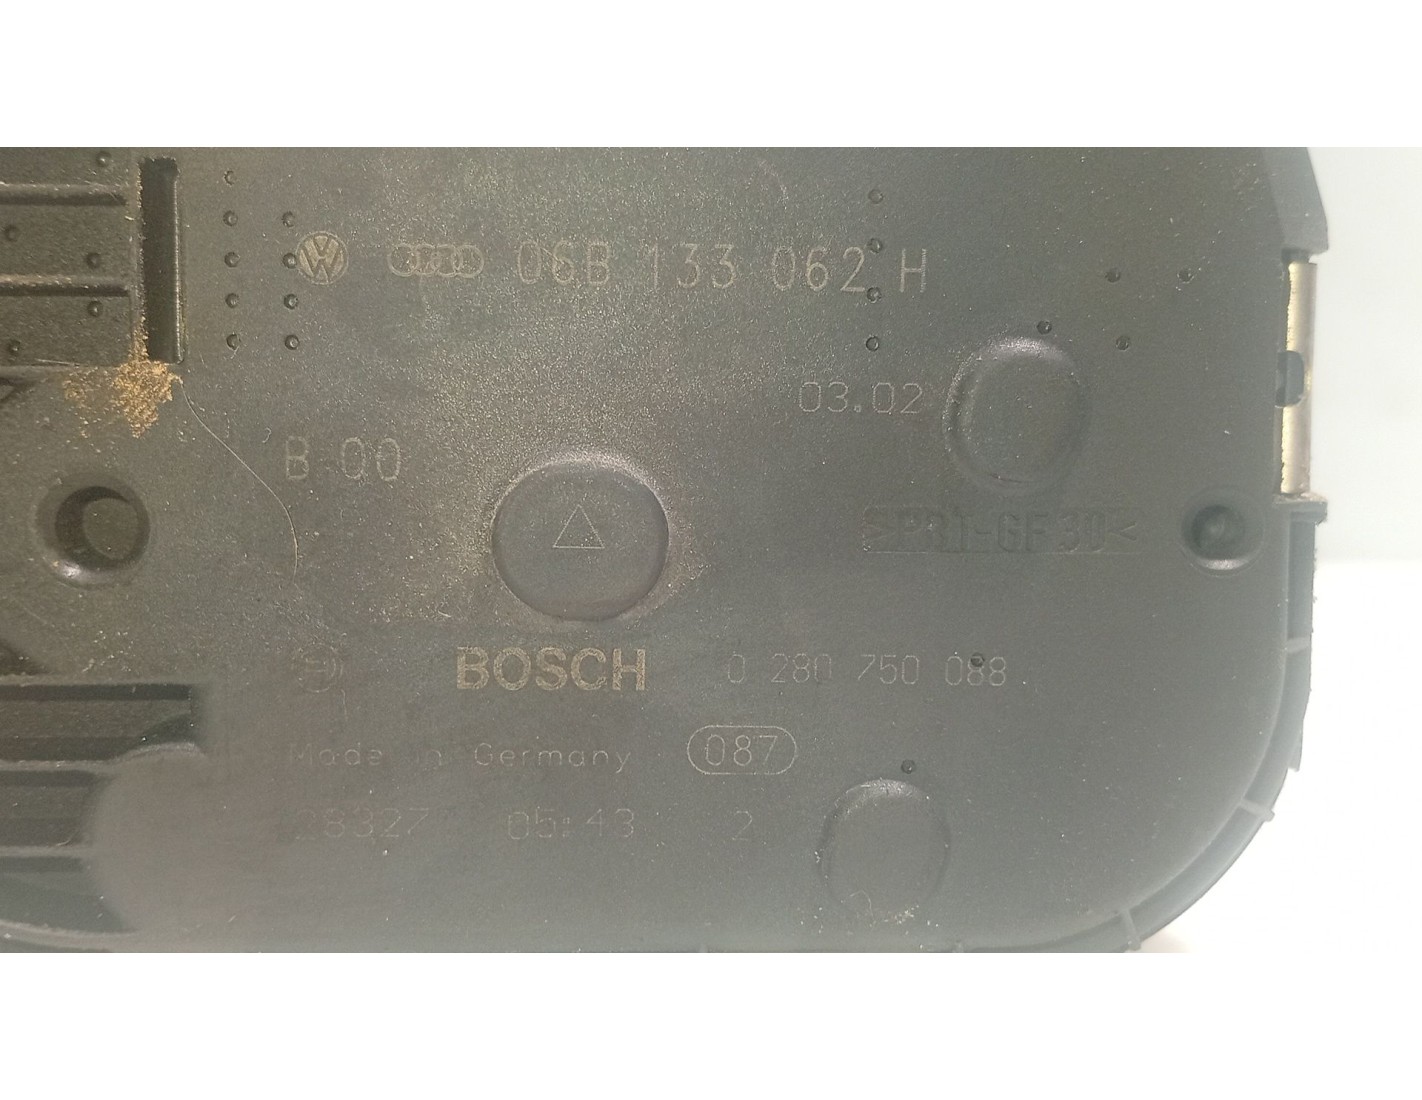 06B 133 062 H
03.02
B 00
>PBT-GF30<
BOSCH 0 280 750 088
Made in Germany 087
28327 05:43 2